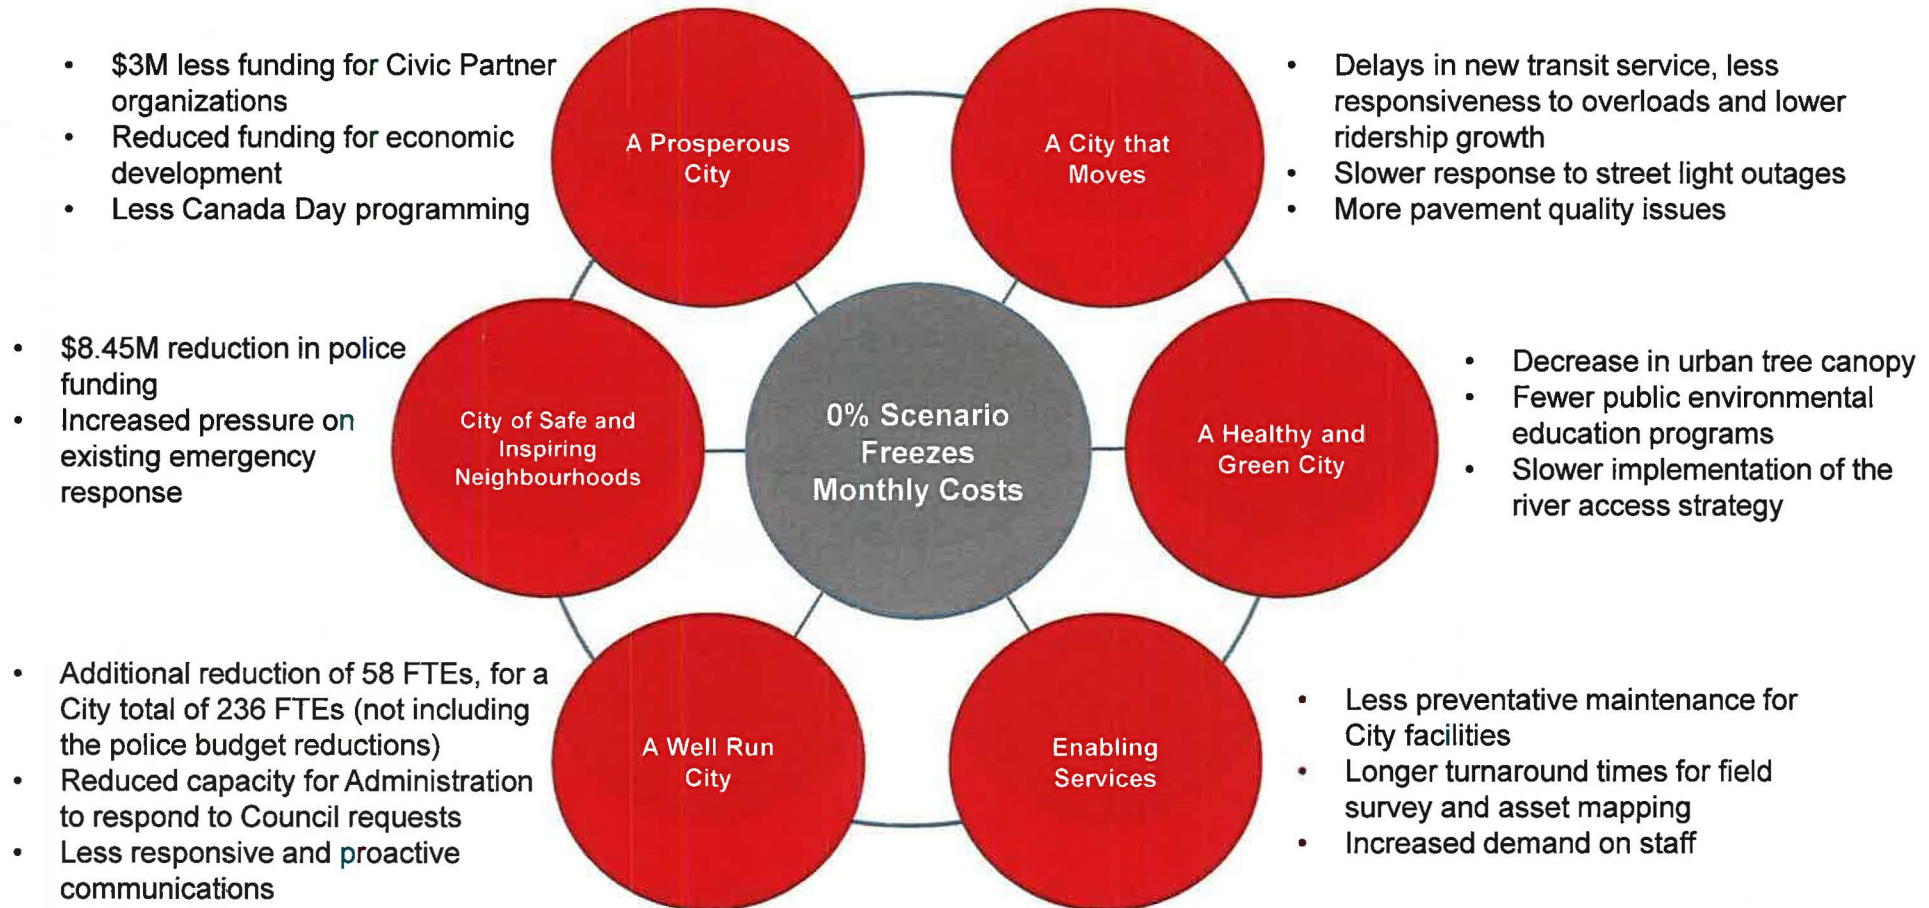 • $3M less funding for Civic Partner
organizations
• Reduced funding for economic
development
• Less Canada Day programming
A Prosperous
City
A City that
Moves
• Delays in new transit service, less
responsiveness to overloads and lower
ridership growth
• Slower response to street light outages
• More pavement quality issues
• $8.45M reduction in police
funding
• Increased pressure on
existing emergency
response
City of Safe and
Inspiring
Neighbourhoods
0% Scenario
Freezes
Monthly Costs
A Healthy and
Green City
• Decrease in urban tree canopy
• Fewer public environmental
education programs
• Slower implementation of the
river access strategy
• Additional reduction of 58 FTEs, for a
City total of 236 FTEs (not including
the police budget reductions)
• Reduced capacity for Administration
to respond to Council requests
• Less responsive and proactive
communications
A Well Run
City
Enabling
Services
• Less preventative maintenance for
City facilities
• Longer turnaround times for field
survey and asset mapping
• Increased demand on staff